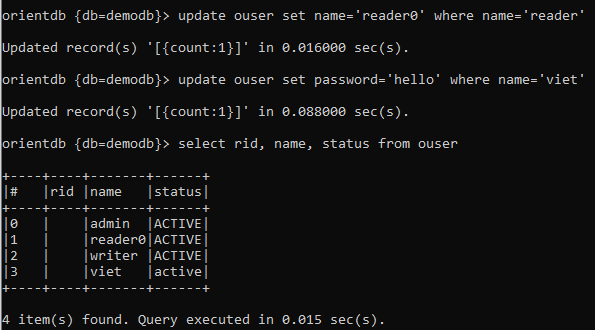 orientdb {db=demodb}> update ouser set name='reader0' where name='reader'
Updated record(s) '[{count:1}]' in 0.016000 sec(s).
orientdb {db=demodb}> update ouser set password='hello' where name='viet'
Updated record(s) '[{count:1}]' in 0.088000 sec(s).
orientdb {db=demodb}> select rid, name, status from ouser
+----+----+-------+------+
|#   |rid |name   |status|
+----+----+-------+------+
|0   |    |admin  |ACTIVE|
|1   |    |reader0|ACTIVE|
|2   |    |writer |ACTIVE|
|3   |    |viet   |active|
+----+----+-------+------+
4 item(s) found. Query executed in 0.015 sec(s).